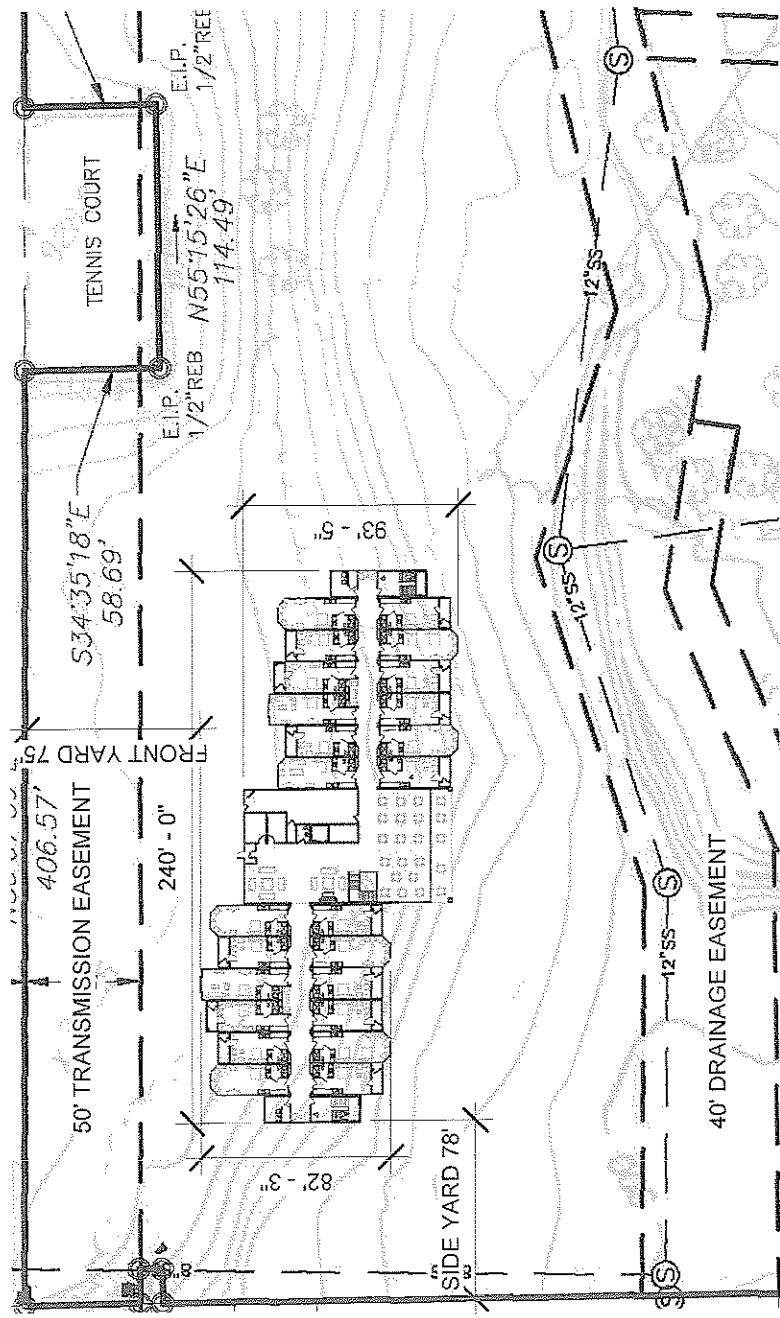 TENNIS COURT
E.I.P.
1/2"REB
E.I.P.
1/2"REB
N55°15'26"E
114.49'
S34°35'18"E
58.69'
FRONT YARD 75'
406.57'
50' TRANSMISSION EASEMENT
240' - 0"
93' - 5"
82' - 3"
SIDE YARD 78'
S
12"SS
S
12"SS
S
12"SS
S
S
40' DRAINAGE EASEMENT